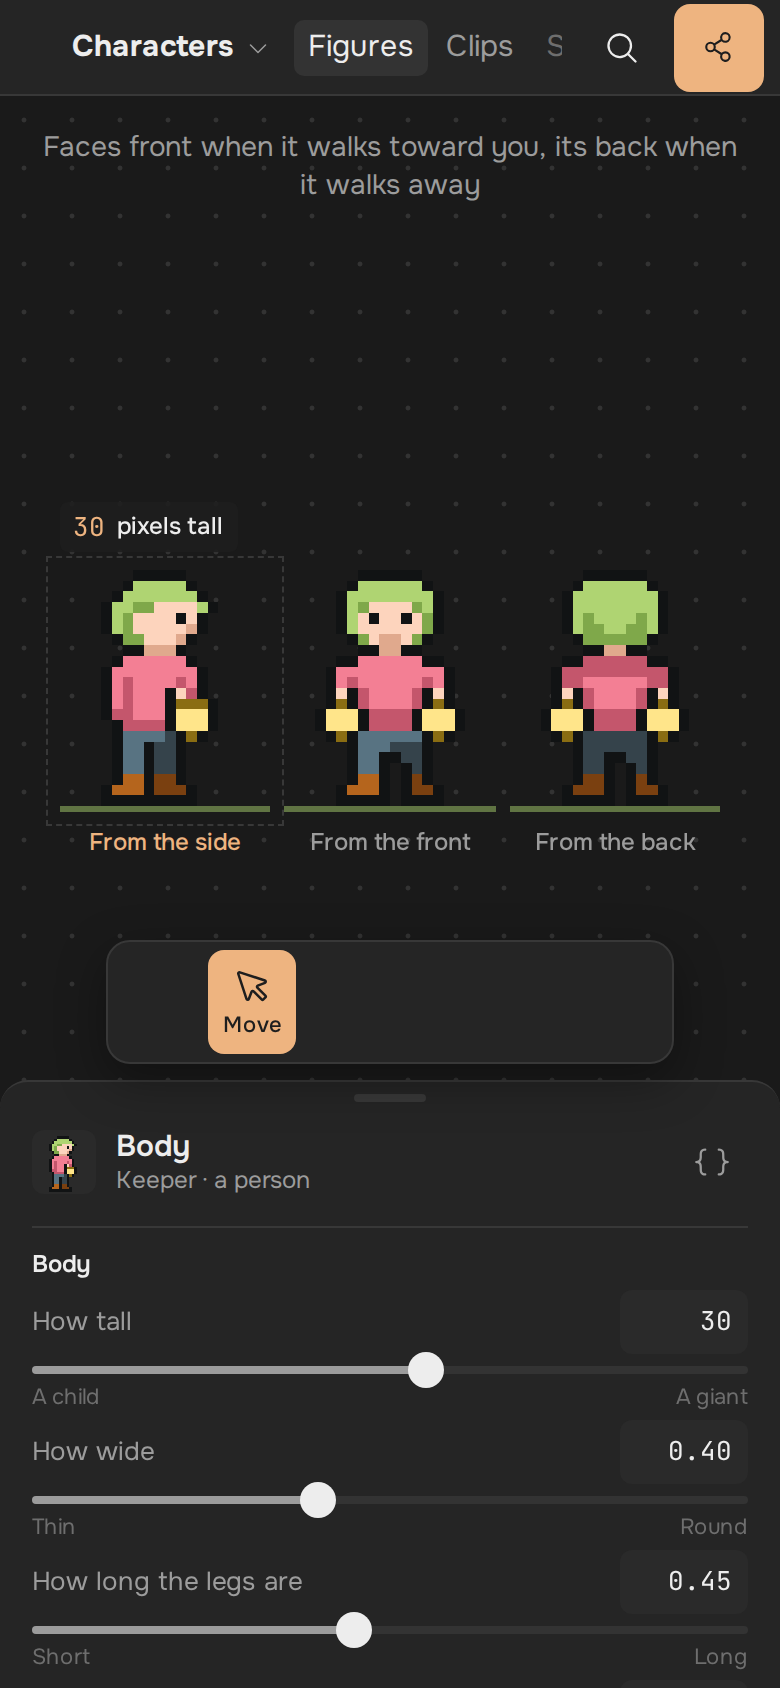 Characters
Figures
Clips
S
Faces front when it walks toward you, its back when
it walks away
30 pixels tall
From the side
From the front
From the back
Move
Body
Keeper · a person
{ }
Body
How tall
30
A child
A giant
How wide
0.40
Thin
Round
How long the legs are
0.45
Short
Long